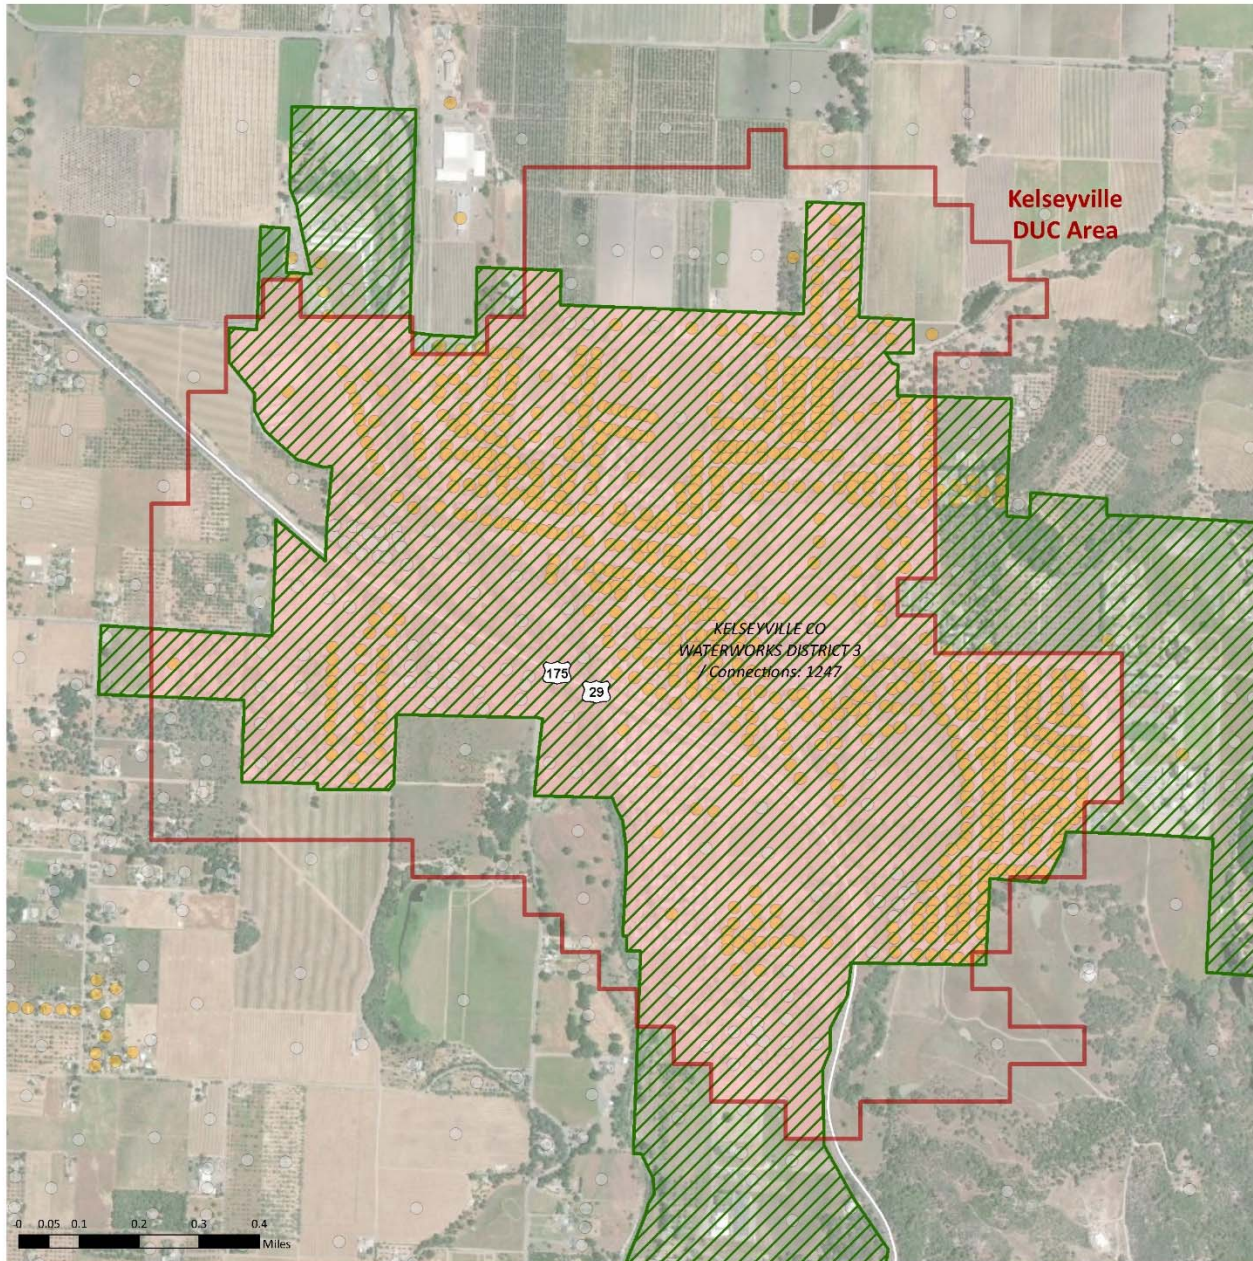 Kelseyville
DUC Area
KELSEYVILLE CO
WATERWORKS DISTRICT 3
/ Connections: 1247
175
29
0 0.05 0.1 0.2 0.3 0.4
Miles